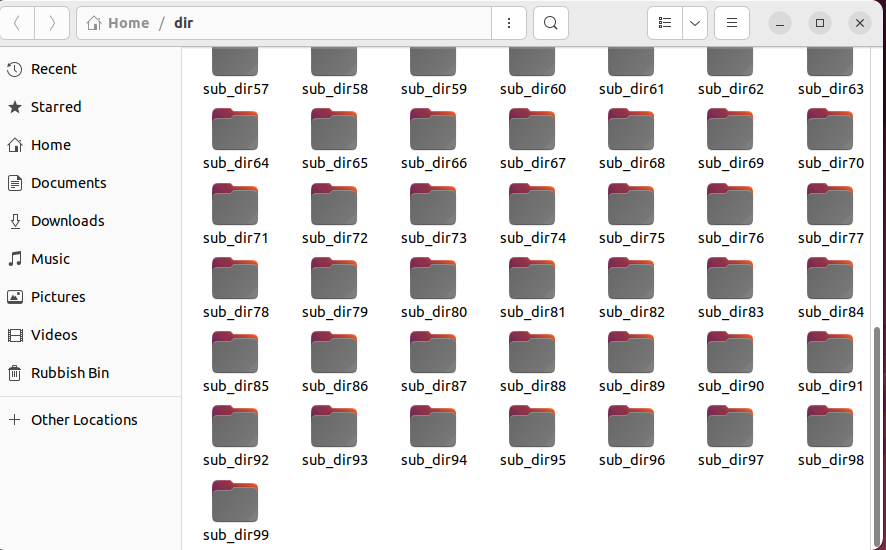 Home / dir
Recent
Starred
Home
Documents
Downloads
Music
Pictures
Videos
Rubbish Bin
Other Locations
sub_dir57 sub_dir58 sub_dir59 sub_dir60 sub_dir61 sub_dir62 sub_dir63
sub_dir64 sub_dir65 sub_dir66 sub_dir67 sub_dir68 sub_dir69 sub_dir70
sub_dir71 sub_dir72 sub_dir73 sub_dir74 sub_dir75 sub_dir76 sub_dir77
sub_dir78 sub_dir79 sub_dir80 sub_dir81 sub_dir82 sub_dir83 sub_dir84
sub_dir85 sub_dir86 sub_dir87 sub_dir88 sub_dir89 sub_dir90 sub_dir91
sub_dir92 sub_dir93 sub_dir94 sub_dir95 sub_dir96 sub_dir97 sub_dir98
sub_dir99